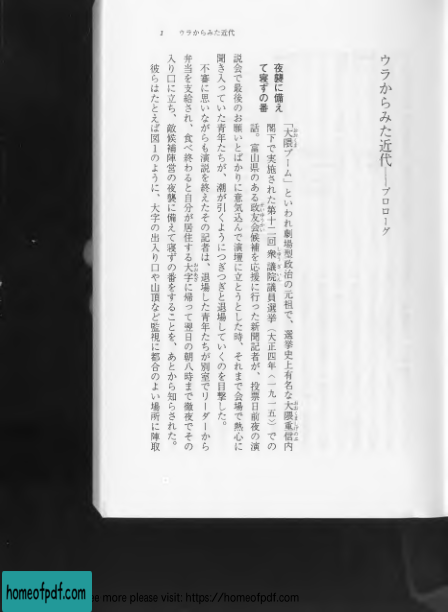 1 ウラからみた近代
ウラからみた近代――プロローグ
夜襲に備え
て寝ずの番
「大隈ブーム」といわれ劇場型政治の元祖で、選挙史上有名な大隈重信内
閣下で実施された第十二回衆議院議員選挙（大正四年〈一九一五〉）での
話。富山県のある政友会候補を応援に行った新聞記者が、投票日前夜の演
説会で最後のお願いとばかりに意気込んで演壇に立とうとした時、それまで会場で熱心に
聞き入っていた青年たちが、潮が引くようにつぎつぎと退場していくのを目撃した。
不審に思いながらも演説を終えたその記者は、退場した青年たちが別室でリーダーから
弁当を支給され、食べ終わると自分が居住する大字に帰って翌日の朝八時まで徹夜でその
入り口に立ち、敵候補陣営の夜襲に備えて寝ずの番をすることを、あとから知らされた。
彼らはたとえば図1のように、大字の出入り口や山頂など監視に都合のよい場所に陣取
homeofpdf.com
e more please visit: https://homeofpdf.com